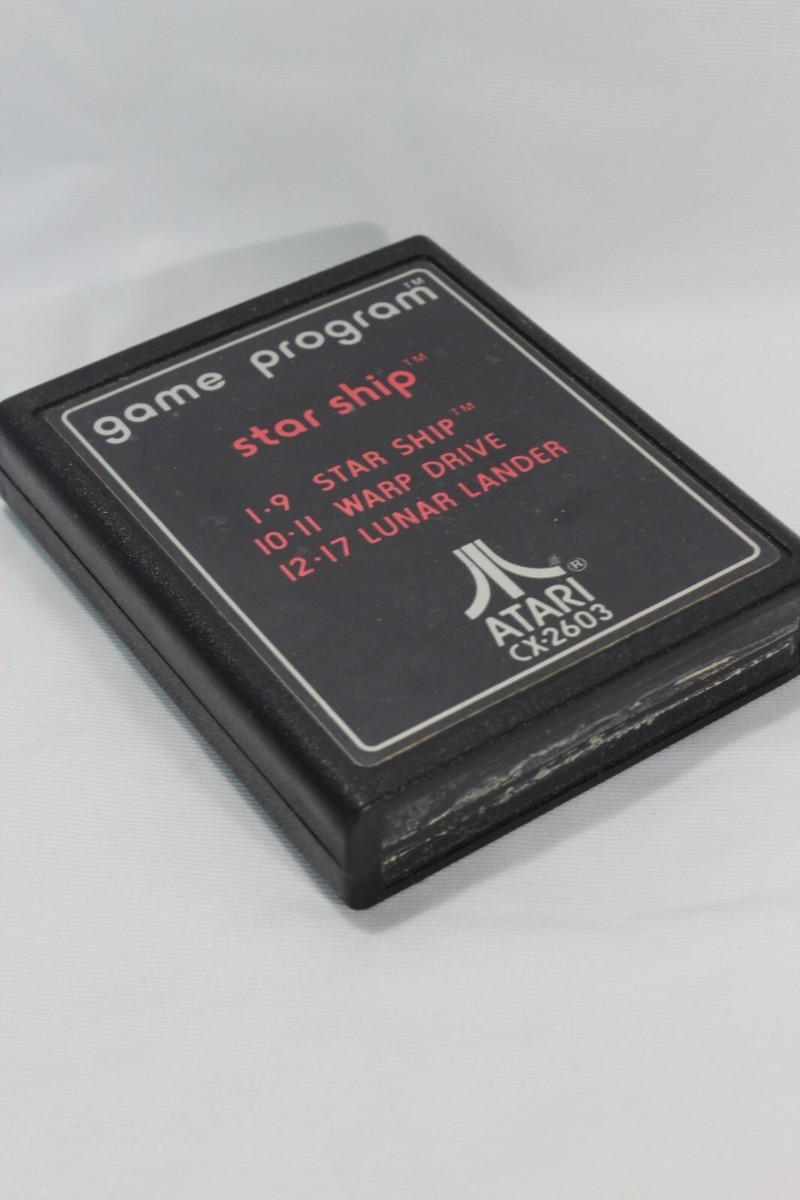 game program™
star ship™
1-9 STAR SHIP™
10-11 WARP DRIVE
12-17 LUNAR LANDER
ATARI®
CX-2603